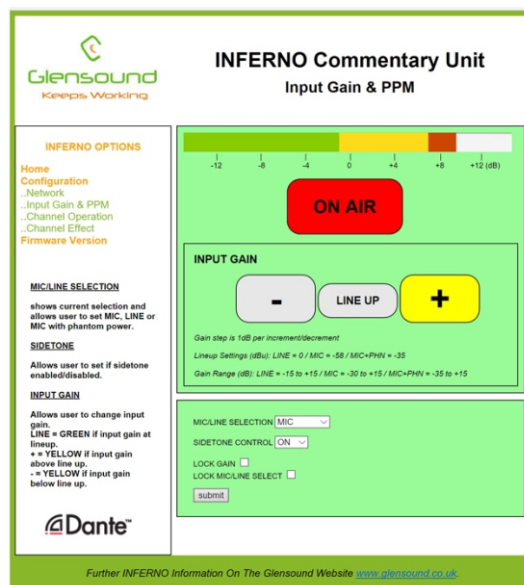 Glensound
Keeps Working
INFERNO Commentary Unit
Input Gain & PPM
INFERNO OPTIONS
Home
Configuration
..Network
..Input Gain & PPM
..Channel Operation
..Channel Effect
Firmware Version
MIC/LINE SELECTION
shows current selection and
allows user to set MIC, LINE or
MIC with phantom power.
SIDETONE
Allows user to set if sidetone
enabled/disabled.
INPUT GAIN
Allows user to change input
gain.
LINE = GREEN if input gain at
lineup.
+ = YELLOW if input gain
above line up.
- = YELLOW if input gain
below line up.
Dante™
-12 -8 -4 0 +4 +8 +12 (dB)
ON AIR
INPUT GAIN
- LINE UP +
Gain step is 1dB per increment/decrement
Lineup Settings (dBu): LINE = 0 / MIC = -58 / MIC+PHN = -35
Gain Range (dB): LINE = -15 to +15 / MIC = -30 to +15 / MIC+PHN = -35 to +15
MIC/LINE SELECTION MIC
SIDETONE CONTROL ON
LOCK GAIN
LOCK MIC/LINE SELECT
submit
Further INFERNO Information On The Glensound Website www.glensound.co.uk.